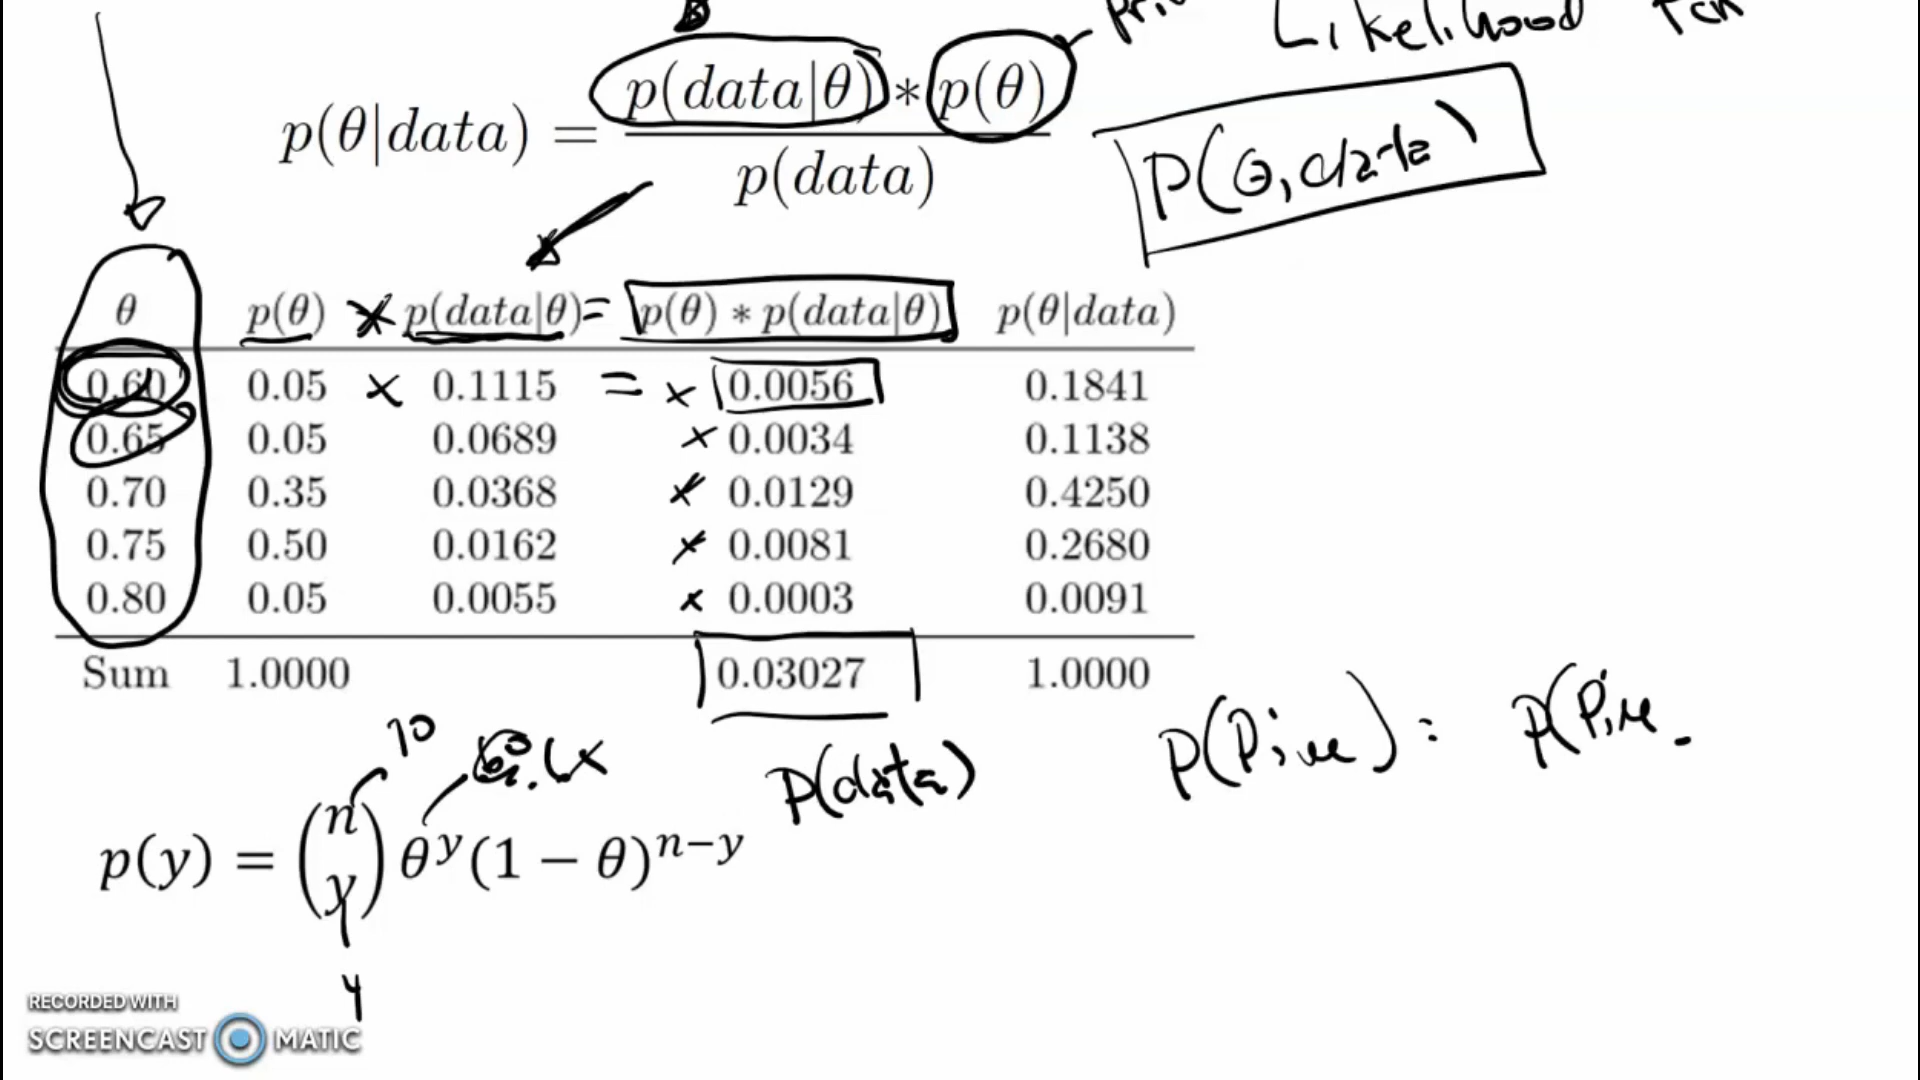 Likelihood
p(data|θ) * p(θ)
p(θ|data) =
p(data)
P(θ, data)
θ p(θ) × p(data|θ) = p(θ) * p(data|θ) p(θ|data)
0.60 0.05 × 0.1115 = × 0.0056 0.1841
0.65 0.05 0.0689 × 0.0034 0.1138
0.70 0.35 0.0368 × 0.0129 0.4250
0.75 0.50 0.0162 × 0.0081 0.2680
0.80 0.05 0.0055 × 0.0003 0.0091
Sum 1.0000 0.03027 1.0000
10
P(data)
p(y) = (n y) θ^y (1 − θ)^{n−y}
4
RECORDED WITH
SCREENCAST MATIC